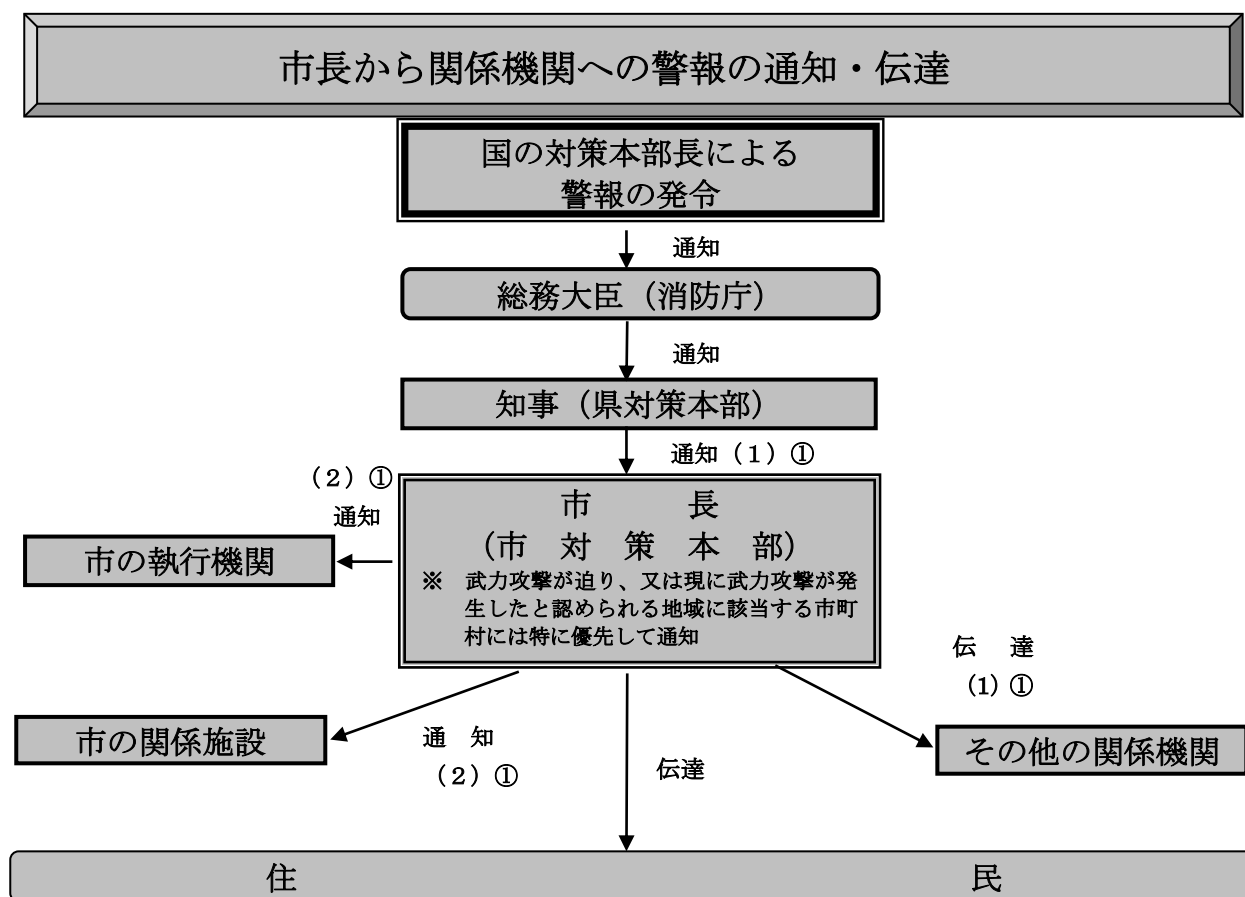 市長から関係機関への警報の通知・伝達
国の対策本部長による
警報の発令
通知
総務大臣（消防庁）
通知
知事（県対策本部）
通知（１）①
（２）①
通知
市　　　長
（市　対　策　本　部）
※　武力攻撃が迫り、又は現に武力攻撃が発
生したと認められる地域に該当する市町
村には特に優先して通知
市の執行機関
伝　達
(1) ①
市の関係施設
通　知
（２）①
伝達
その他の関係機関
住　　　　　　　　　　民